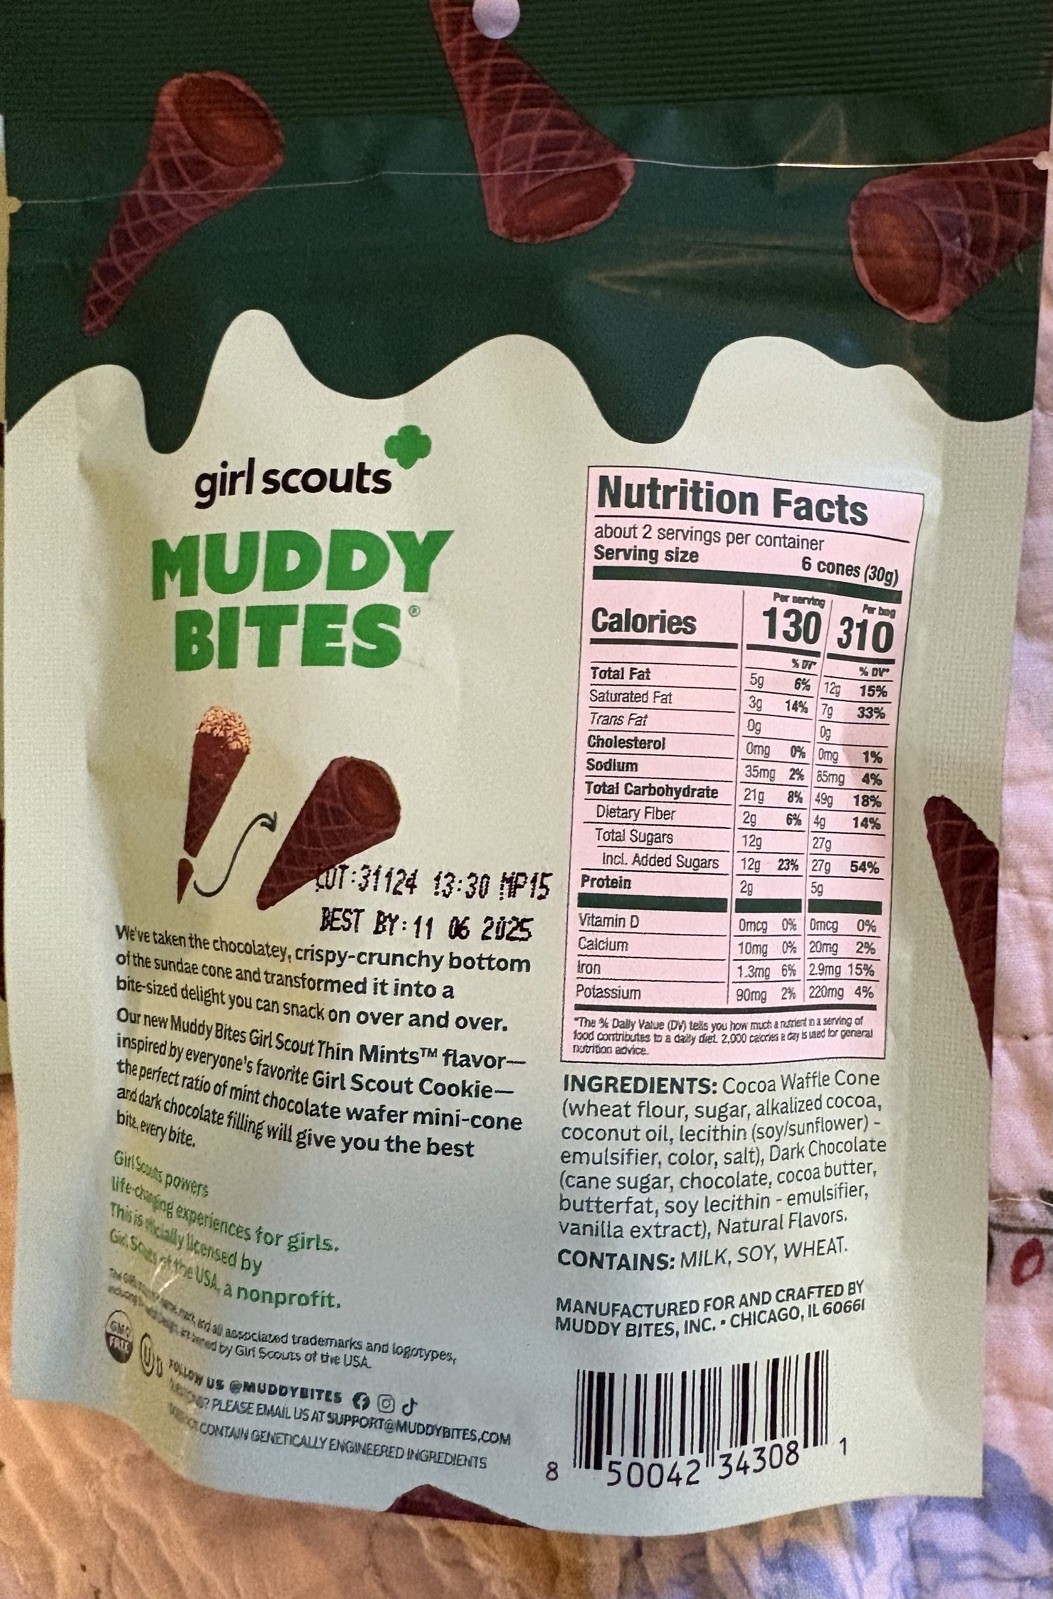 girl scouts
MUDDY
BITES®
LOT:31124 13:30 MP15
BEST BY:11 06 2025
We've taken the chocolatey, crispy-crunchy bottom
of the sundae cone and transformed it into a
bite-sized delight you can snack on over and over.
Our new Muddy Bites Girl Scout Thin Mints™ flavor—
inspired by everyone's favorite Girl Scout Cookie—
the perfect ratio of mint chocolate wafer mini-cone
and dark chocolate filling will give you the best
bite, every bite.
Girl Scouts powers
life-changing experiences for girls.
This is officially licensed by
Girl Scouts of the USA, a nonprofit.
and all associated trademarks and logotypes,
owned by Girl Scouts of the USA.
GMO
FREE
U D
FOLLOW US @MUDDYBITES
QUESTIONS? PLEASE EMAIL US AT SUPPORT@MUDDYBITES.COM
CONTAIN GENETICALLY ENGINEERED INGREDIENTS
Nutrition Facts
about 2 servings per container
Serving size 6 cones (30g)
Per serving Per bag
Calories 130 310
% DV* % DV*
Total Fat 5g 6% 12g 15%
Saturated Fat 3g 14% 7g 33%
Trans Fat 0g 0g
Cholesterol 0mg 0% 0mg 1%
Sodium 35mg 2% 85mg 4%
Total Carbohydrate 21g 8% 49g 18%
Dietary Fiber 2g 6% 4g 14%
Total Sugars 12g 27g
Incl. Added Sugars 12g 23% 27g 54%
Protein 2g 5g
Vitamin D 0mcg 0% 0mcg 0%
Calcium 10mg 0% 20mg 2%
Iron 1.3mg 6% 2.9mg 15%
Potassium 90mg 2% 220mg 4%
*The % Daily Value (DV) tells you how much a nutrient in a serving of
food contributes to a daily diet. 2,000 calories a day is used for general
nutrition advice.
INGREDIENTS: Cocoa Waffle Cone
(wheat flour, sugar, alkalized cocoa,
coconut oil, lecithin (soy/sunflower) -
emulsifier, color, salt), Dark Chocolate
(cane sugar, chocolate, cocoa butter,
butterfat, soy lecithin - emulsifier,
vanilla extract), Natural Flavors.
CONTAINS: MILK, SOY, WHEAT.
MANUFACTURED FOR AND CRAFTED BY
MUDDY BITES, INC. • CHICAGO, IL 60661
8 50042 34308 1